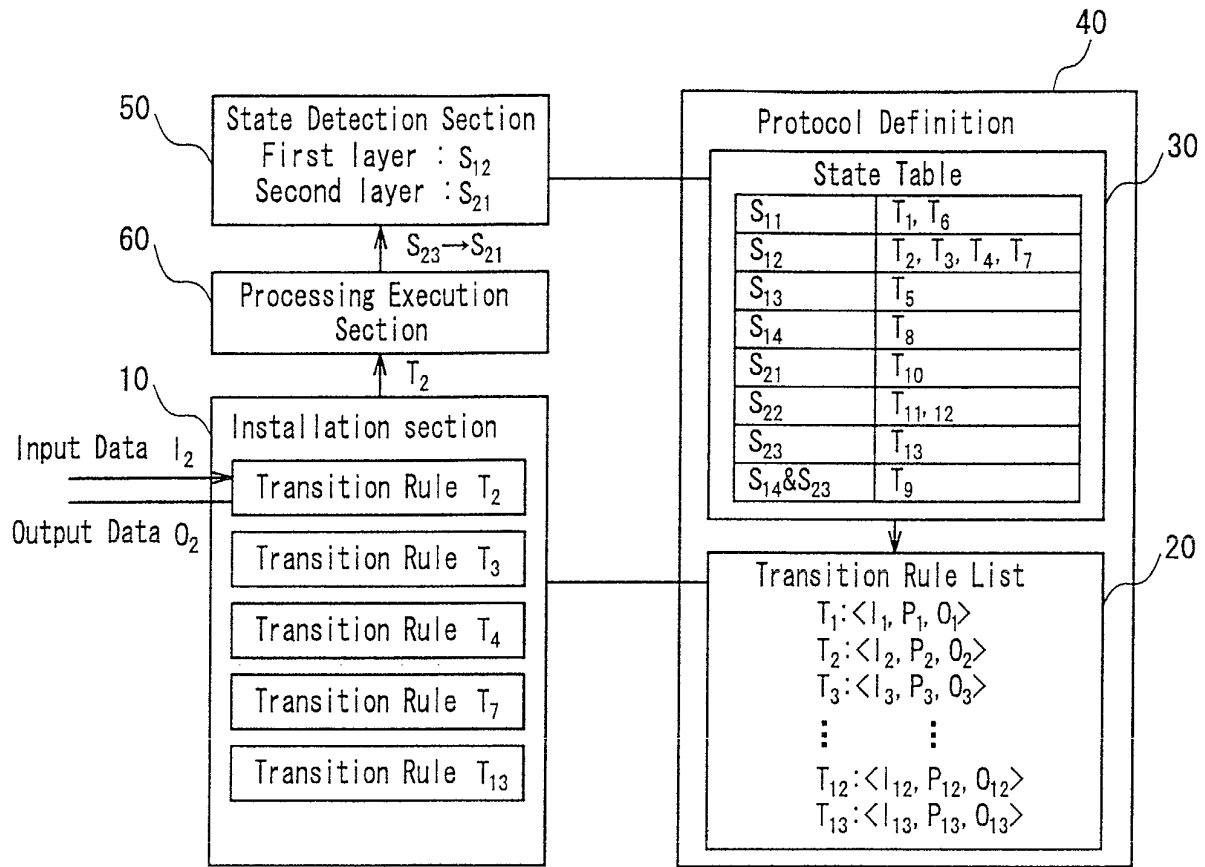 40
50
State Detection Section
First layer : S12
Second layer : S21
Protocol Definition
30
State Table
S11 T1, T6
S12 T2, T3, T4, T7
S13 T5
S14 T8
S21 T10
S22 T11, 12
S23 T13
S14&S23 T9
60
S23→S21
Processing Execution
Section
T2
10
Installation section
Input Data I2
Transition Rule T2
Output Data O2
Transition Rule T3
Transition Rule T4
Transition Rule T7
Transition Rule T13
20
Transition Rule List
T1:<I1, P1, O1>
T2:<I2, P2, O2>
T3:<I3, P3, O3>
⋮ ⋮
T12:<I12, P12, O12>
T13:<I13, P13, O13>